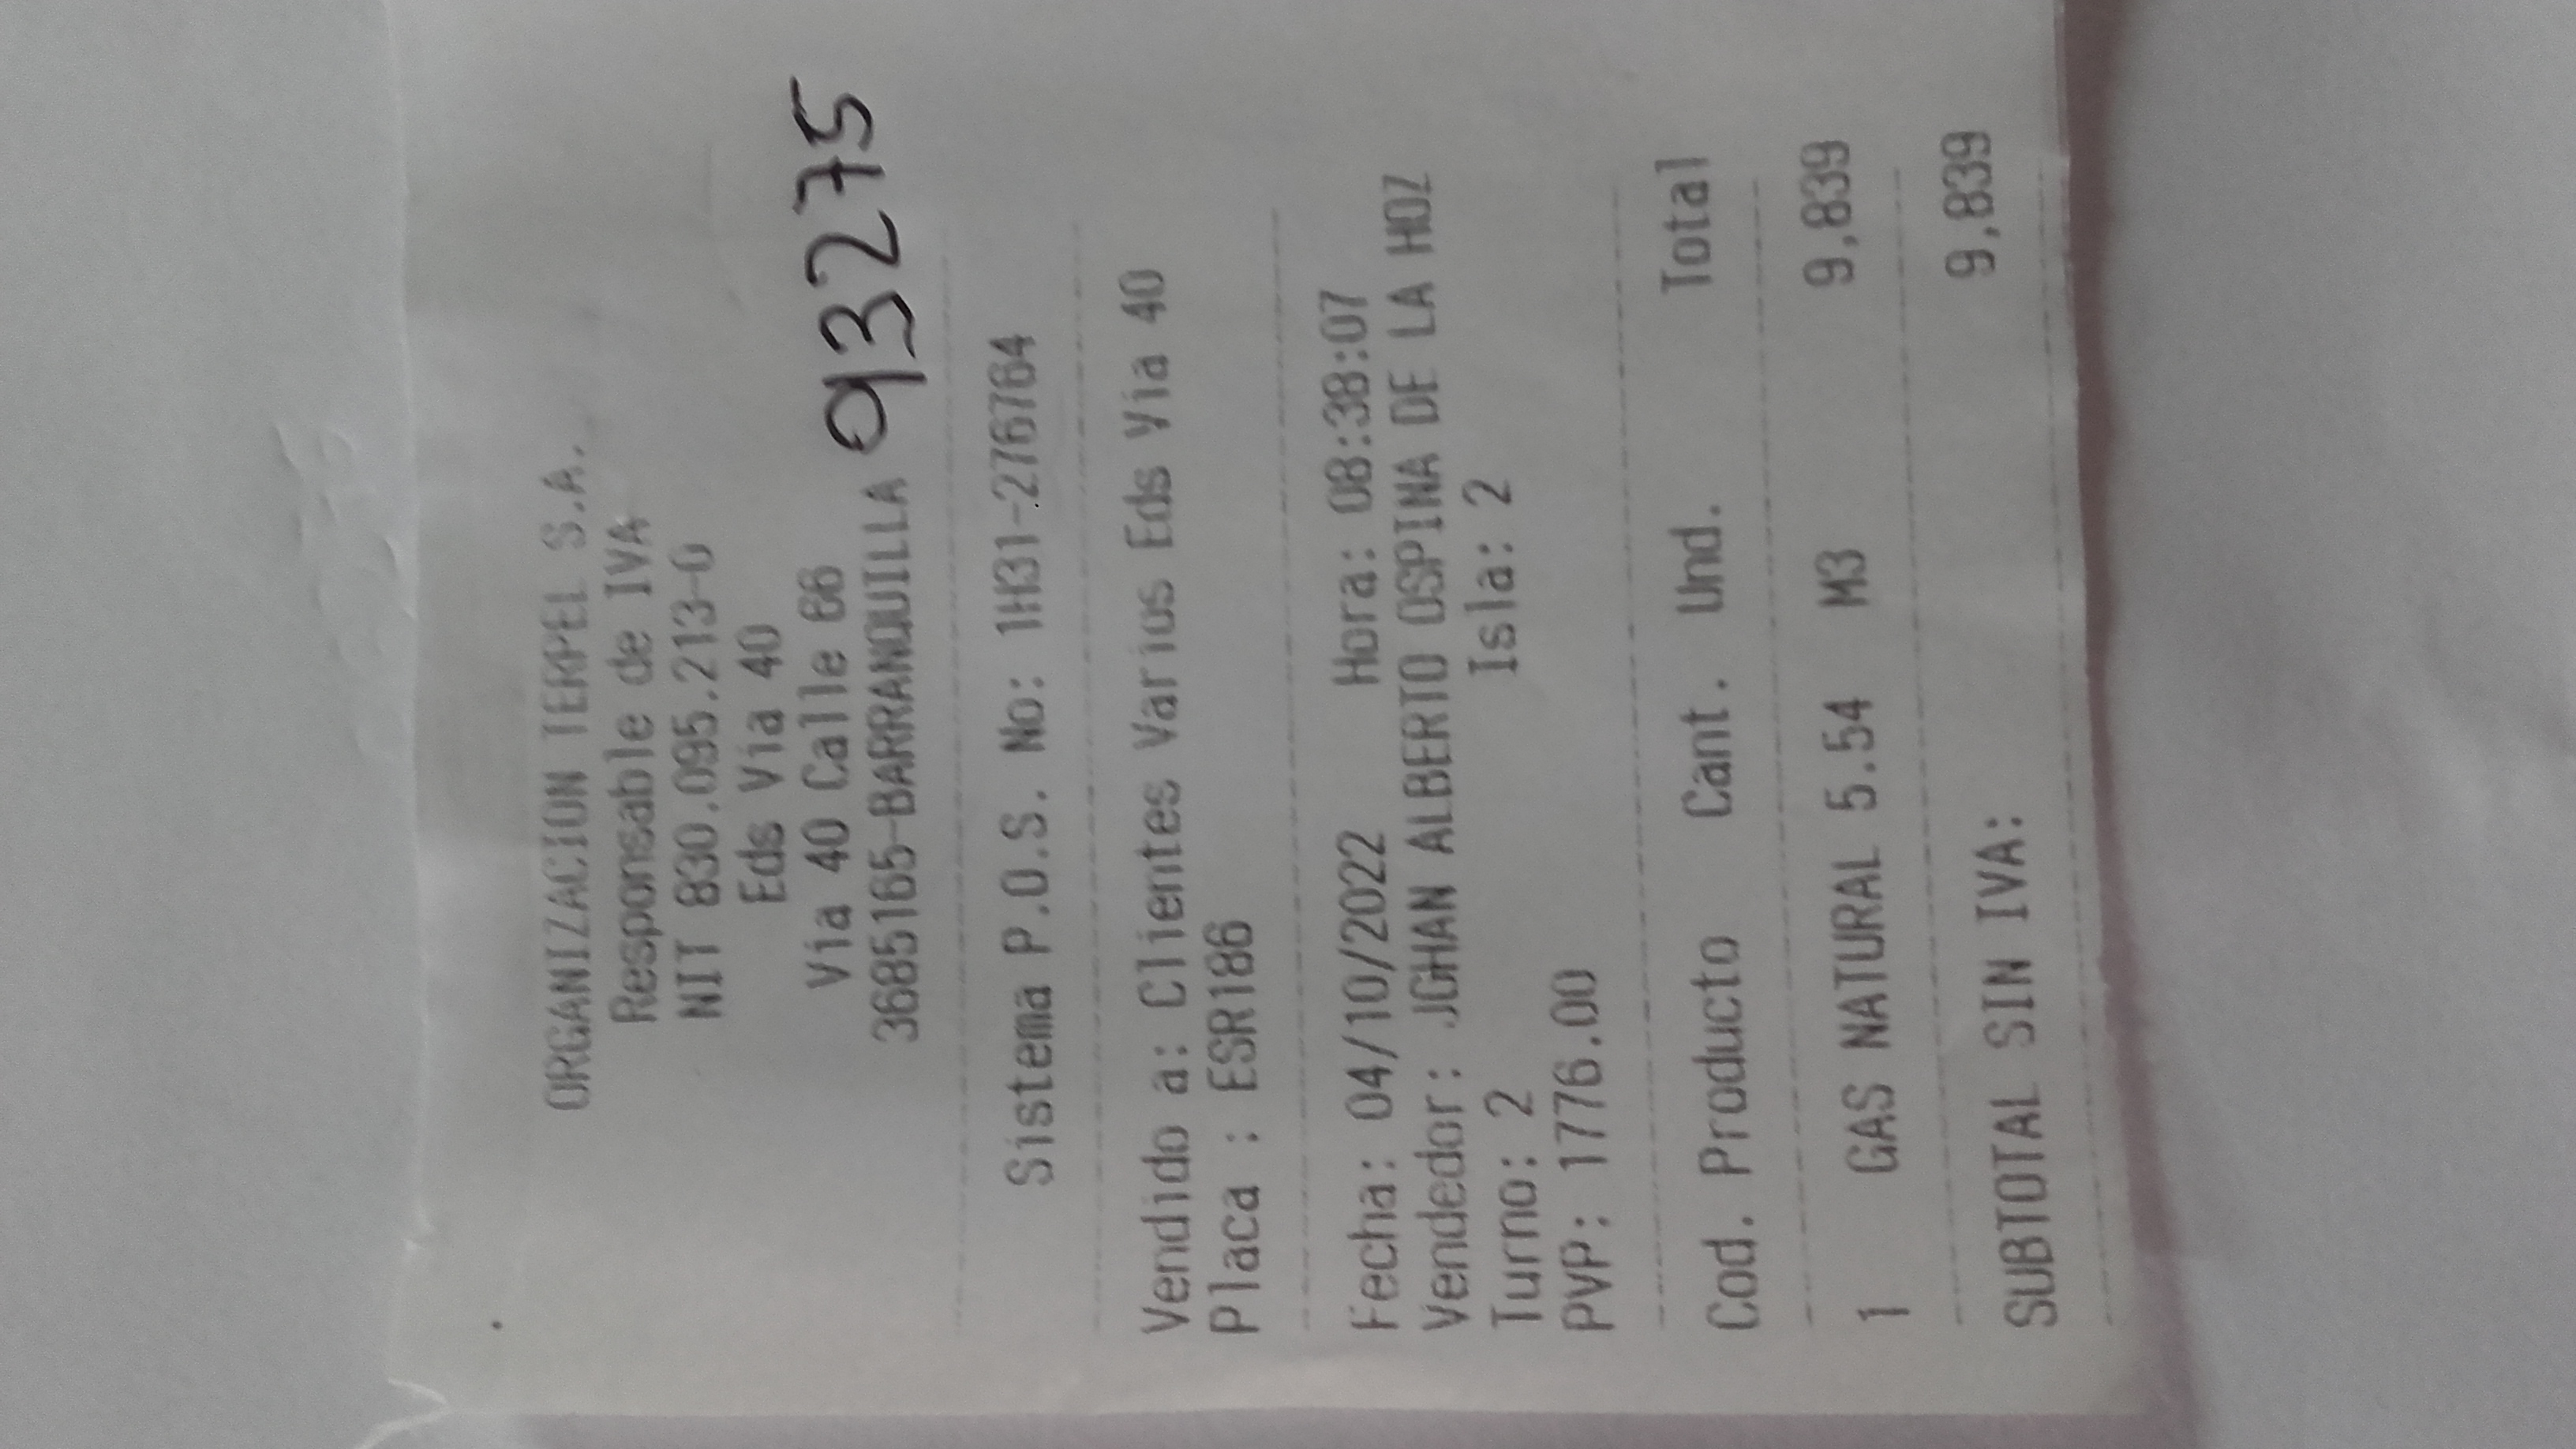 ORGANIZACION TERPEL S.A.
Responsable de IVA
NIT 830.095.213-0
Eds Via 40
Via 40 Calle 66
3685165-BARRANQUILLA 913275
Sistema P.O.S. No: 1H31-276764
Vendido a: Clientes Varios Eds Via 40
Placa : ESR186
Fecha: 04/10/2022 Hora: 08:38:07
Vendedor: JGHAN ALBERTO OSPINA DE LA HOZ
Turno: 2 Isla: 2
PVP: 1776.00
Cod. Producto Cant. Und. Total
1 GAS NATURAL 5.54 M3 9,839
SUBTOTAL SIN IVA: 9,839